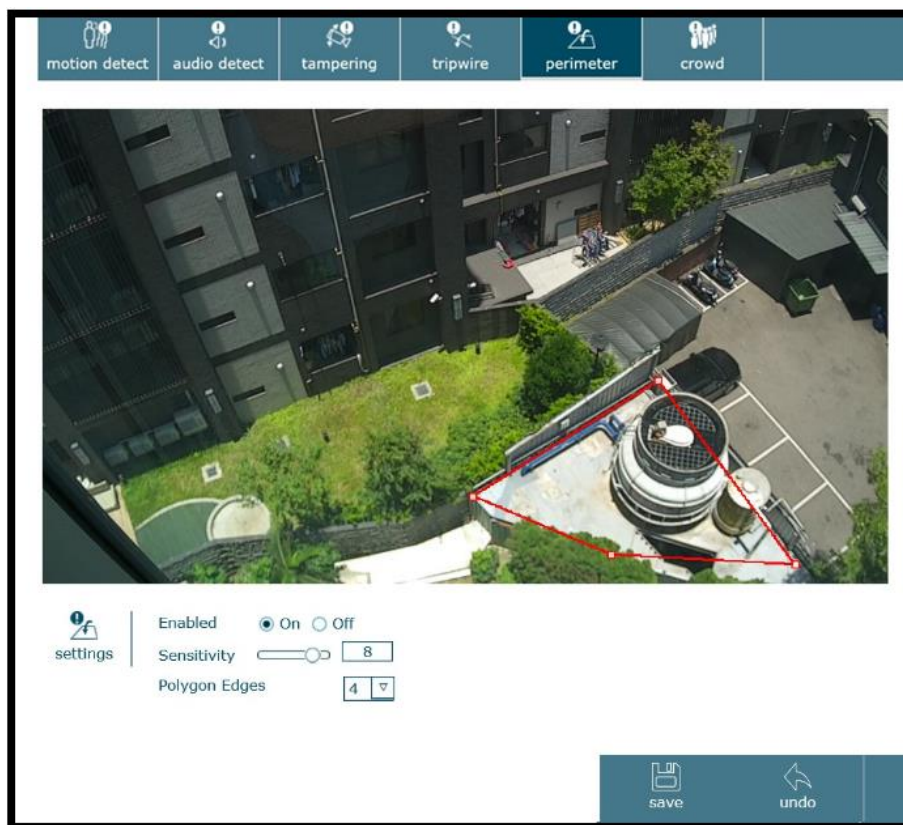 motion detect
audio detect
tampering
tripwire
perimeter
crowd
settings
Enabled On Off
Sensitivity 8
Polygon Edges 4
save
undo